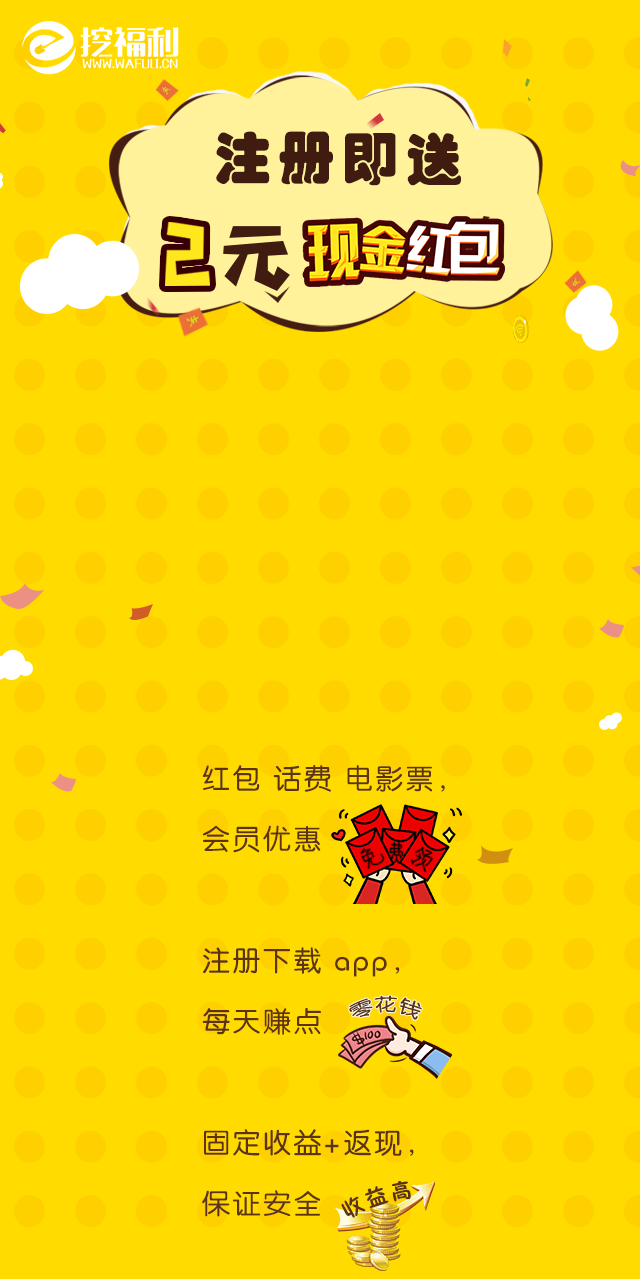 挖福利
WWW.WAFULI.CN
注册即送
2元现金红包
红包 话费 电影票，
会员优惠
免费领
注册下载 app，
每天赚点
零花钱
$100
固定收益+返现，
保证安全
收益高